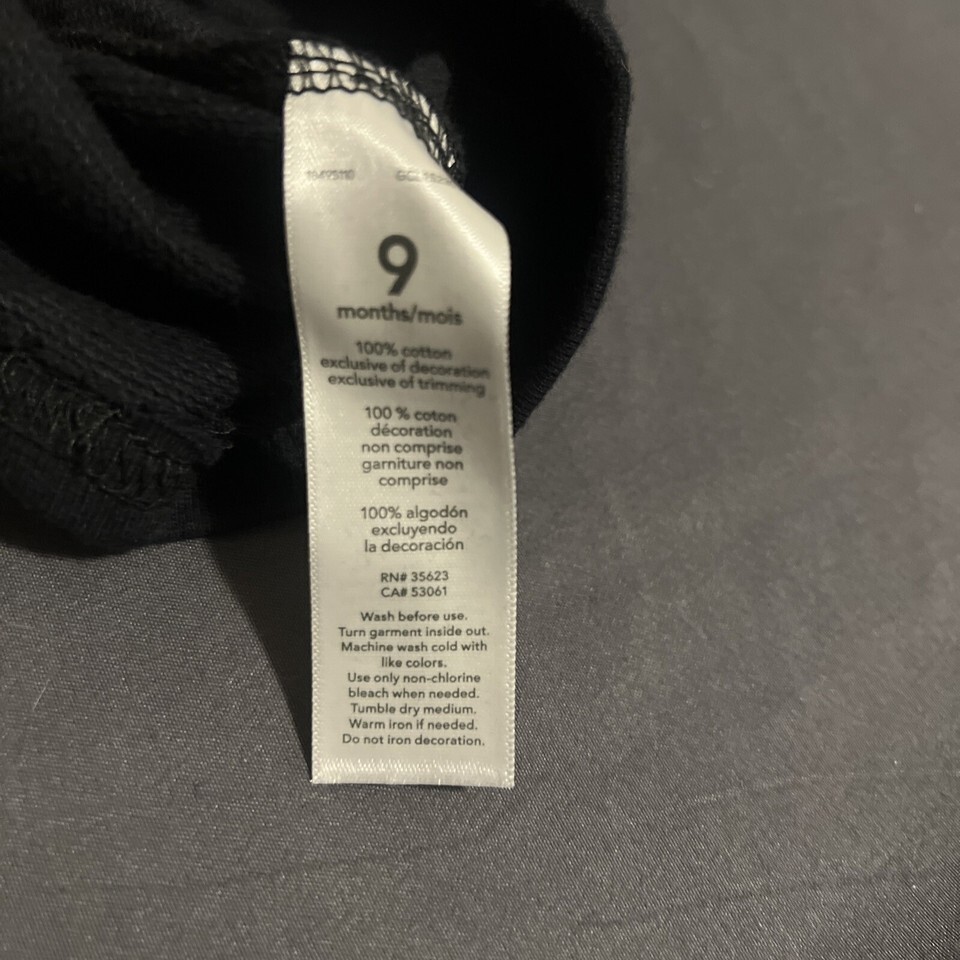 9
months/mois
100% cotton
exclusive of decoration
exclusive of trimming
100 % coton
décoration
non comprise
garniture non
comprise
100% algodón
excluyendo
la decoración
RN# 35623
CA# 53061
Wash before use.
Turn garment inside out.
Machine wash cold with
like colors.
Use only non-chlorine
bleach when needed.
Tumble dry medium.
Warm iron if needed.
Do not iron decoration.